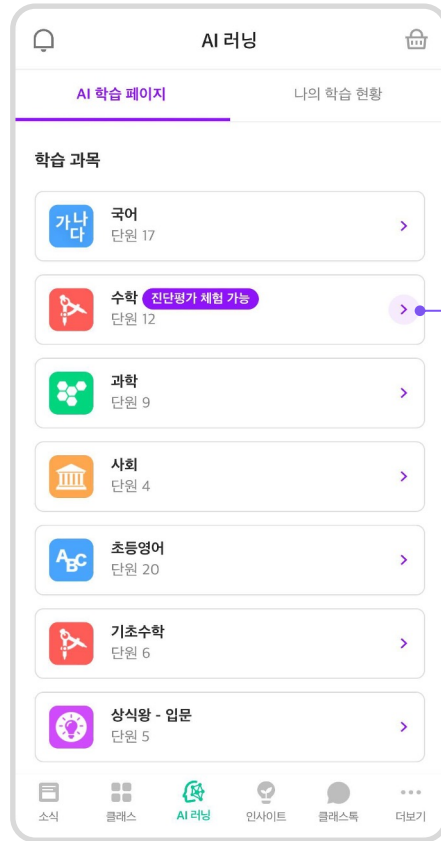 AI 러닝
AI 학습 페이지
나의 학습 현황
학습 과목
가나다
국어
단원 17
수학 진단평가 체험 가능
단원 12
과학
단원 9
사회
단원 4
ABC
초등영어
단원 20
기초수학
단원 6
상식왕 - 입문
단원 5
소식
클래스
AI 러닝
인사이트
클래스톡
더보기